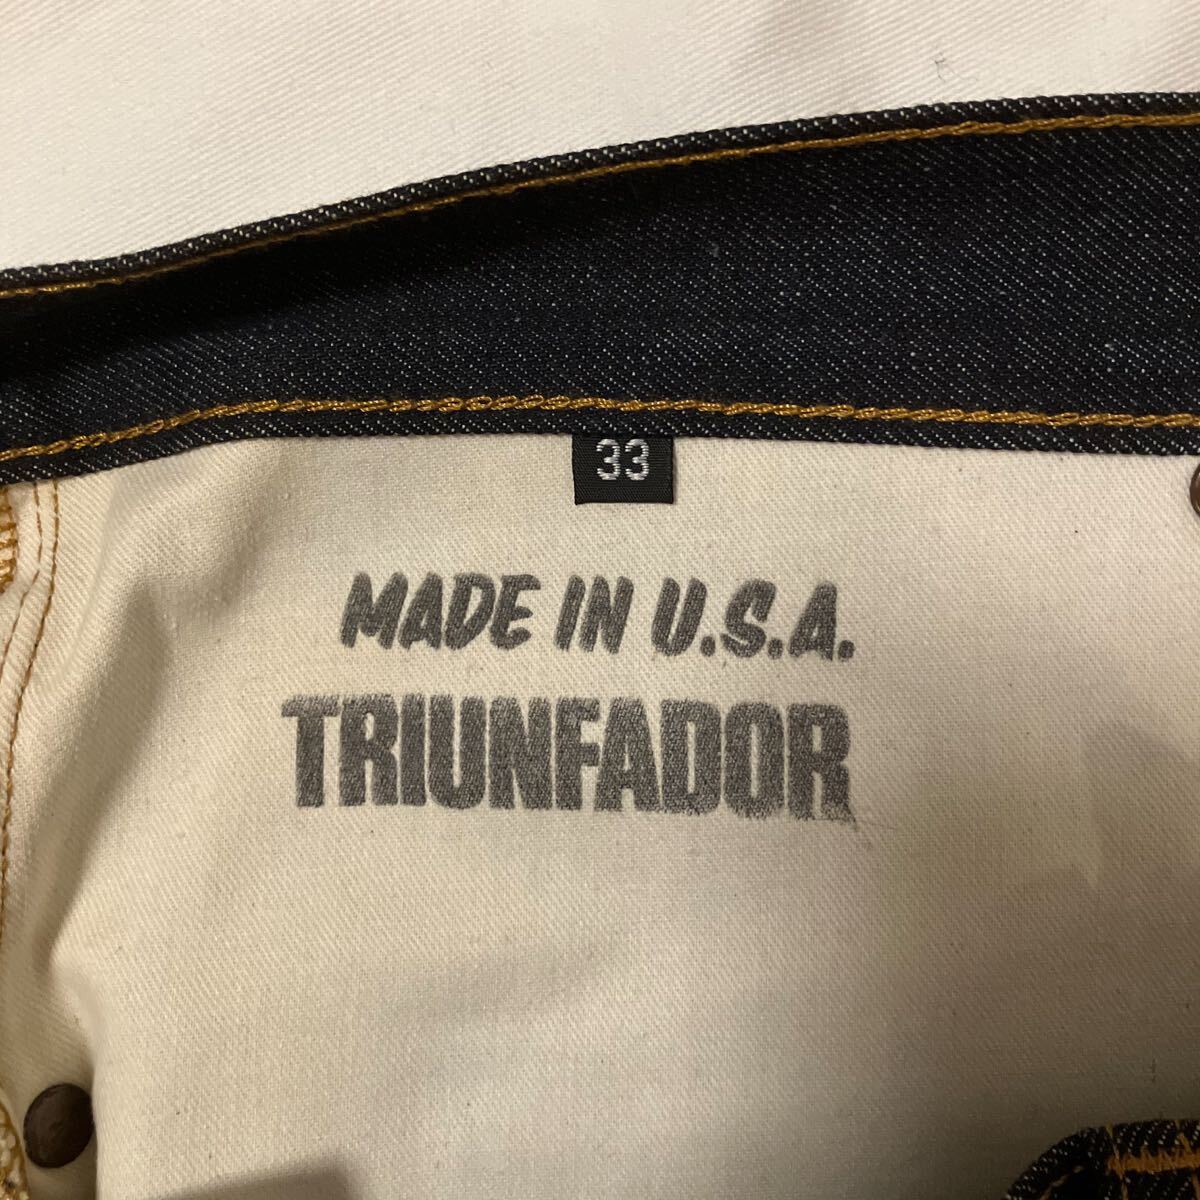 33
MADE IN U.S.A.
TRIUNFADOR